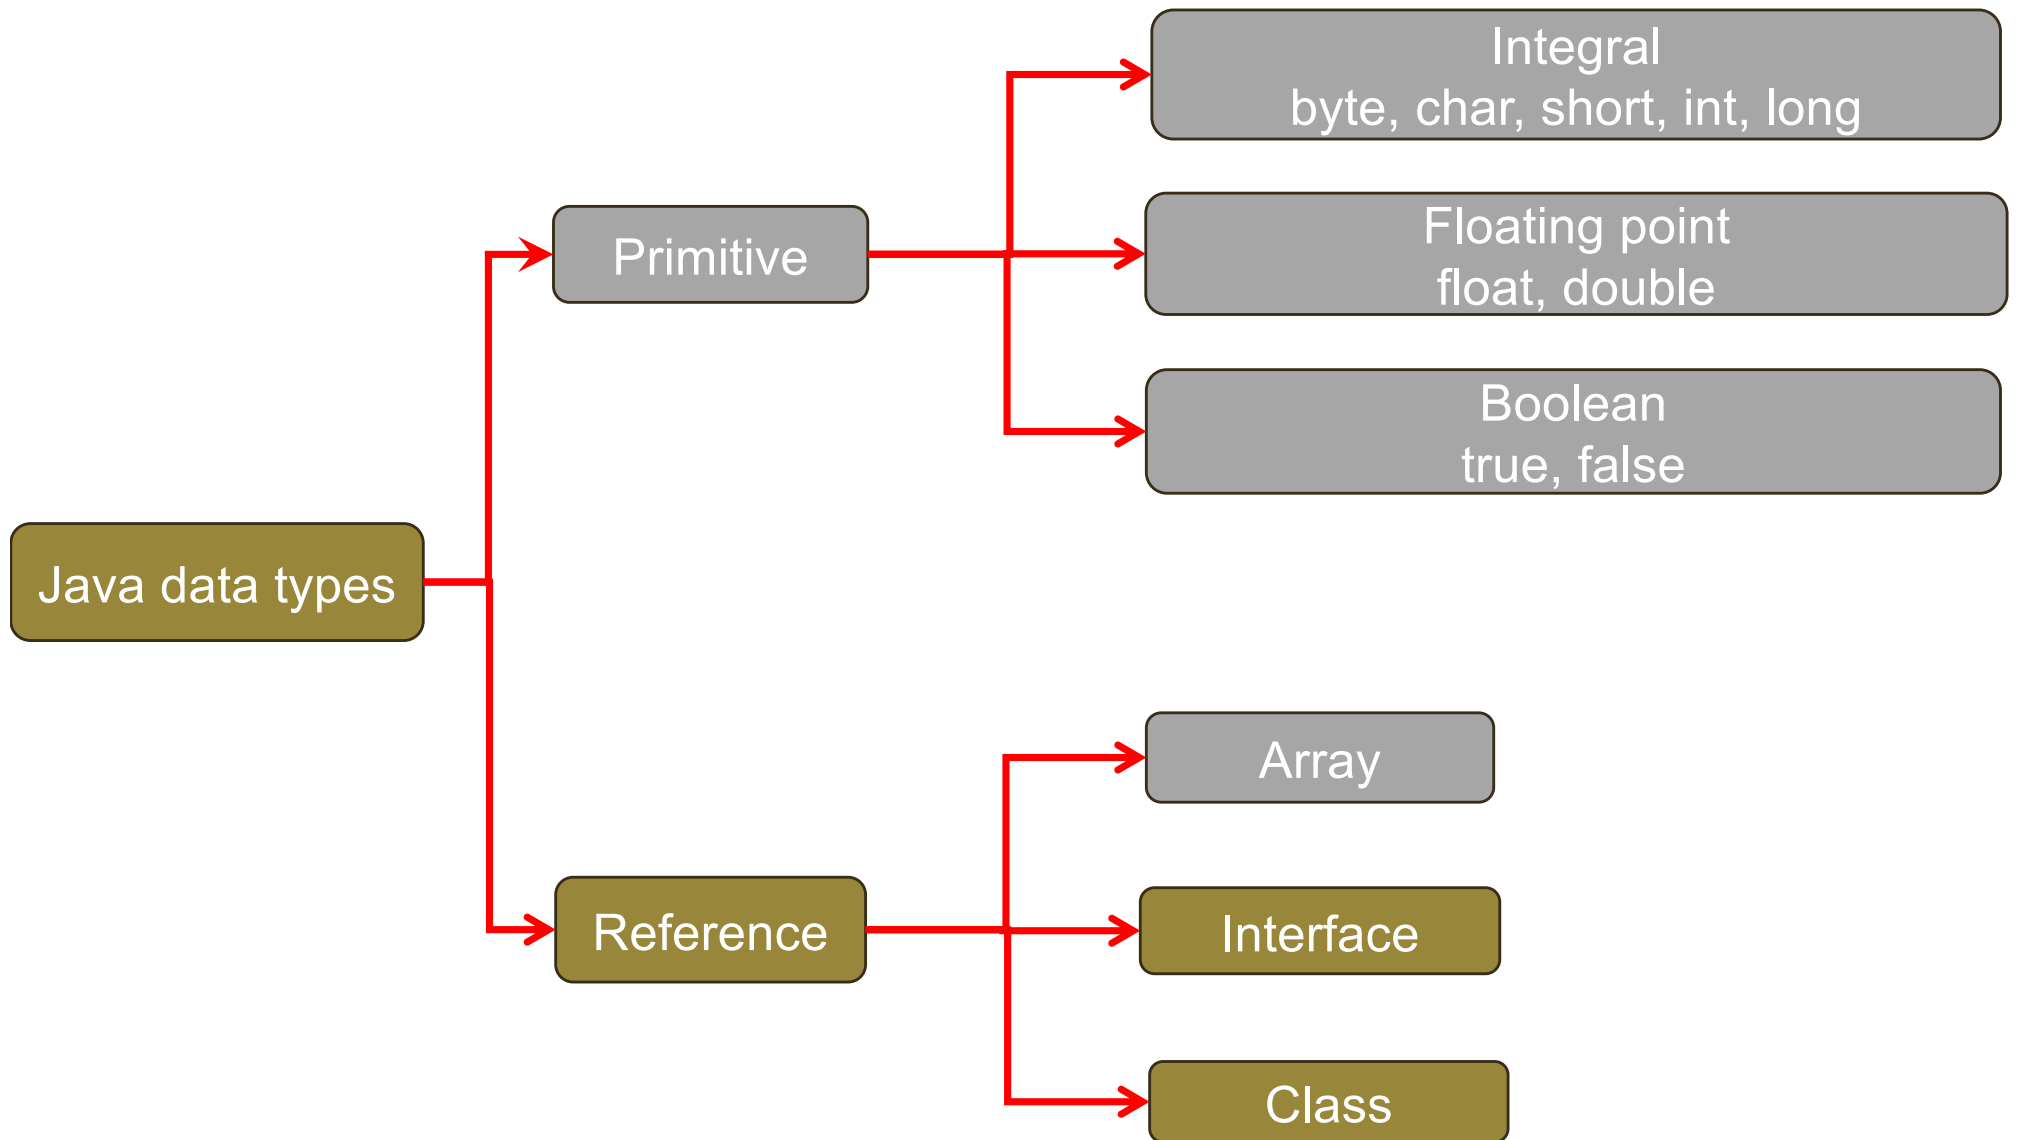 Integral
byte, char, short, int, long
Primitive
Floating point
float, double
Boolean
true, false
Java data types
Array
Reference
Interface
Class